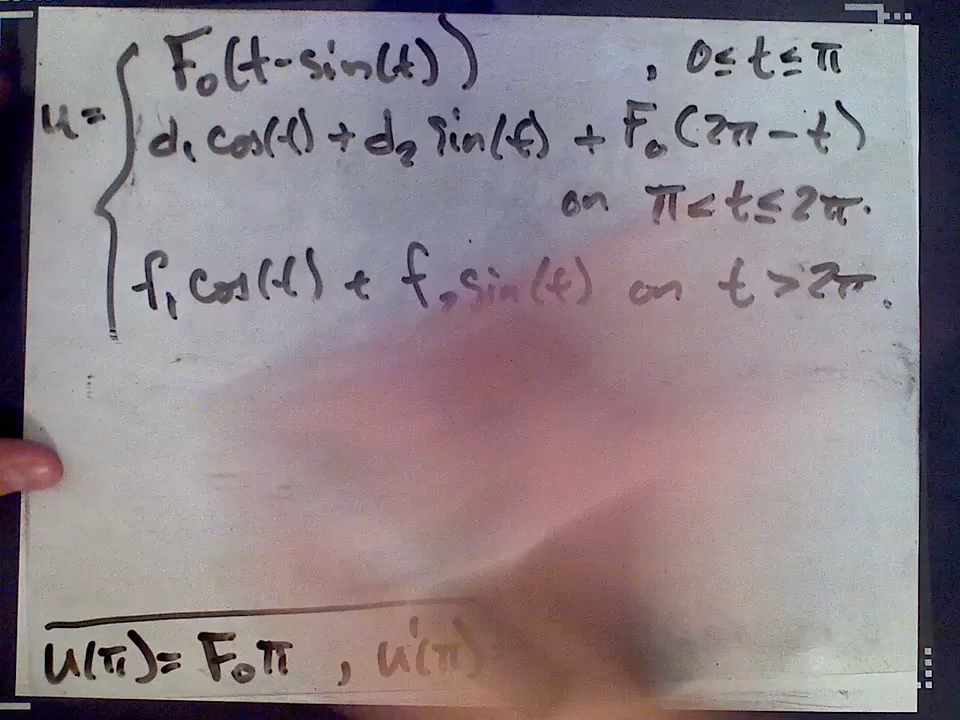 u = { F₀(t - sin(t)) , 0 ≤ t ≤ π
d₁ cos(t) + d₂ sin(t) + F₀(2π - t)
on π < t ≤ 2π.
f₁ cos(t) + f₂ sin(t) on t > 2π.
u(π) = F₀π , u'(π)